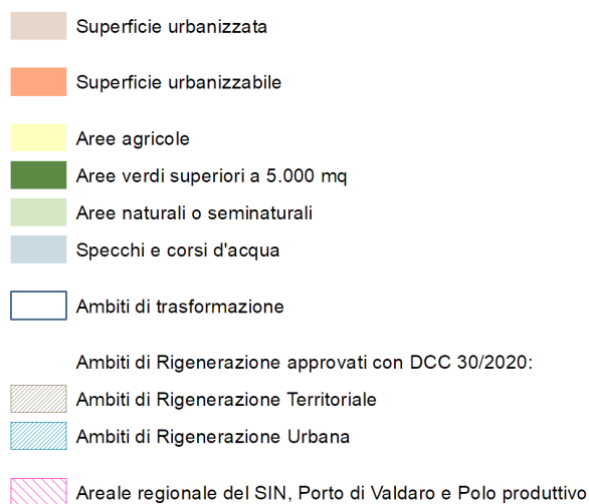 Superficie urbanizzata
Superficie urbanizzabile
Aree agricole
Aree verdi superiori a 5.000 mq
Aree naturali o seminaturali
Specchi e corsi d'acqua
Ambiti di trasformazione
Ambiti di Rigenerazione approvati con DCC 30/2020:
Ambiti di Rigenerazione Territoriale
Ambiti di Rigenerazione Urbana
Areale regionale del SIN, Porto di Valdaro e Polo produttivo